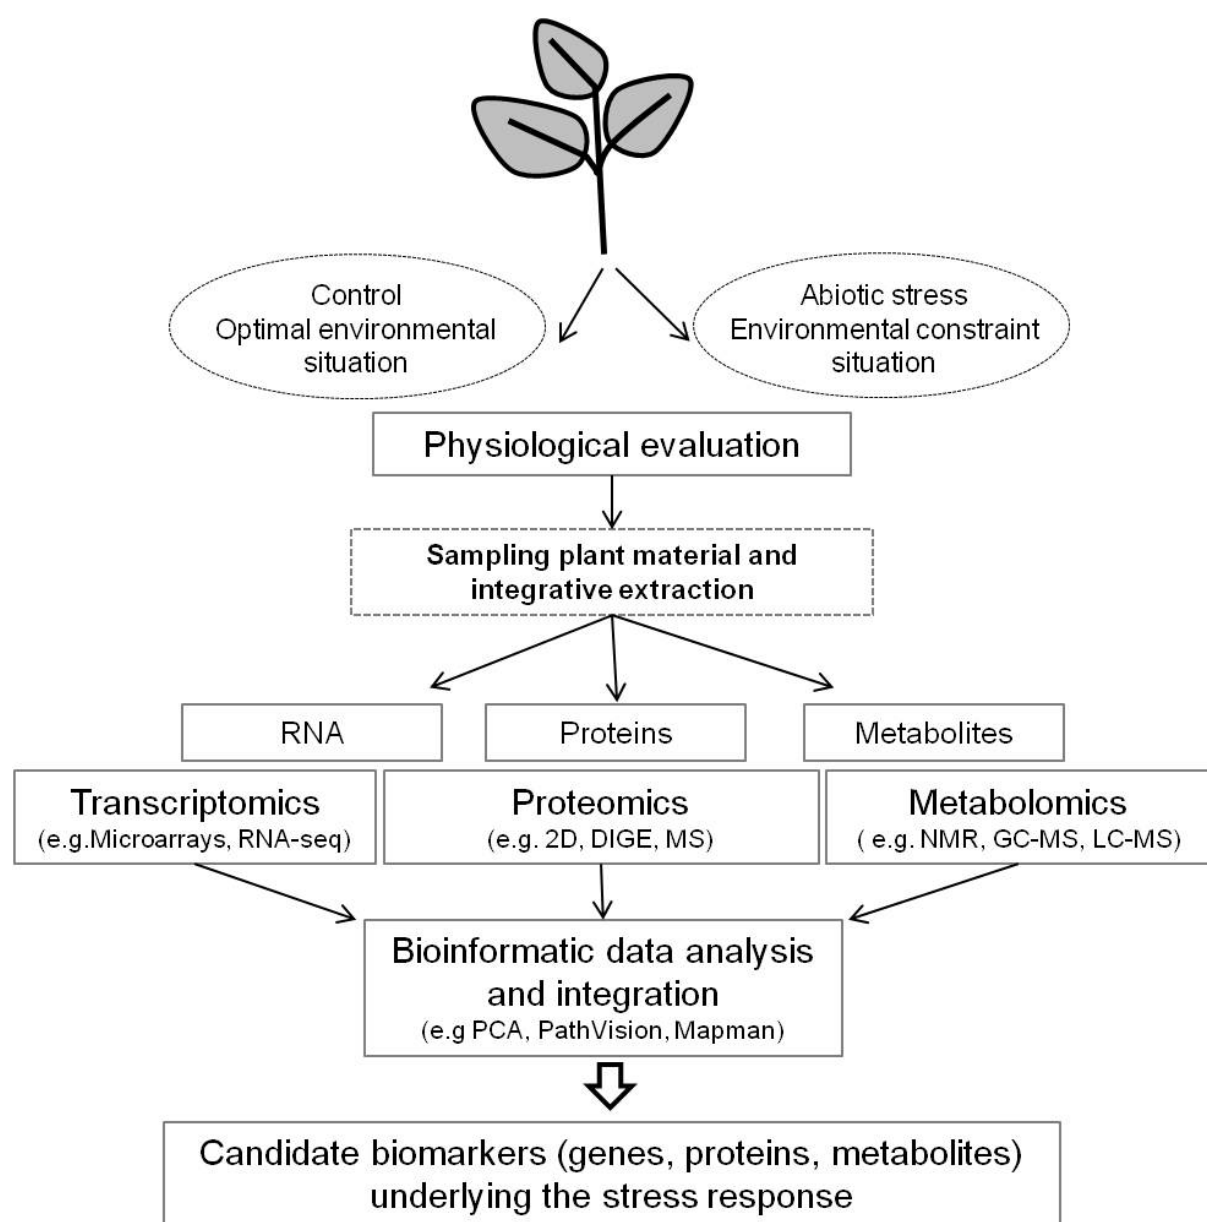 Control
Optimal environmental
situation
Abiotic stress
Environmental constraint
situation
Physiological evaluation
Sampling plant material and
integrative extraction
RNA
Proteins
Metabolites
Transcriptomics
(e.g.Microarrays, RNA-seq)
Proteomics
(e.g. 2D, DIGE, MS)
Metabolomics
( e.g. NMR, GC-MS, LC-MS)
Bioinformatic data analysis
and integration
(e.g PCA, PathVision, Mapman)
Candidate biomarkers (genes, proteins, metabolites)
underlying the stress response